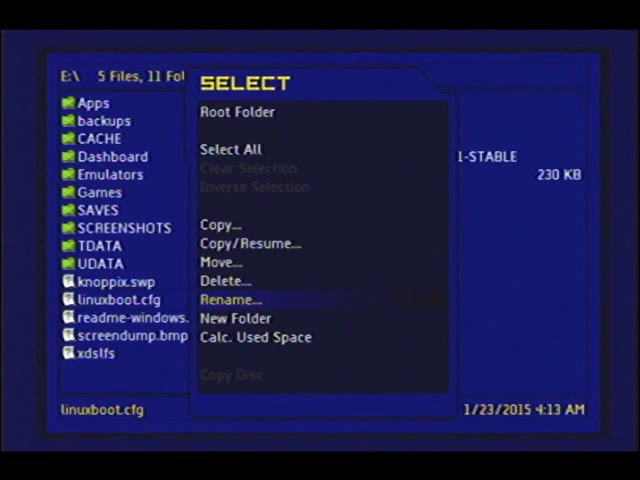 E:\ 5 Files, 11 Fol
SELECT
Root Folder
Select All
Clear Selection
Inverse Selection
Copy...
Copy/Resume...
Move...
Delete...
Rename...
New Folder
Calc. Used Space
Copy Disc
Apps
backups
CACHE
Dashboard
Emulators
Games
SAVES
SCREENSHOTS
TDATA
UDATA
knoppix.swp
linuxboot.cfg
readme-windows.
screendump.bmp
xdslfs
I-STABLE
230 KB
linuxboot.cfg
1/23/2015 4:13 AM